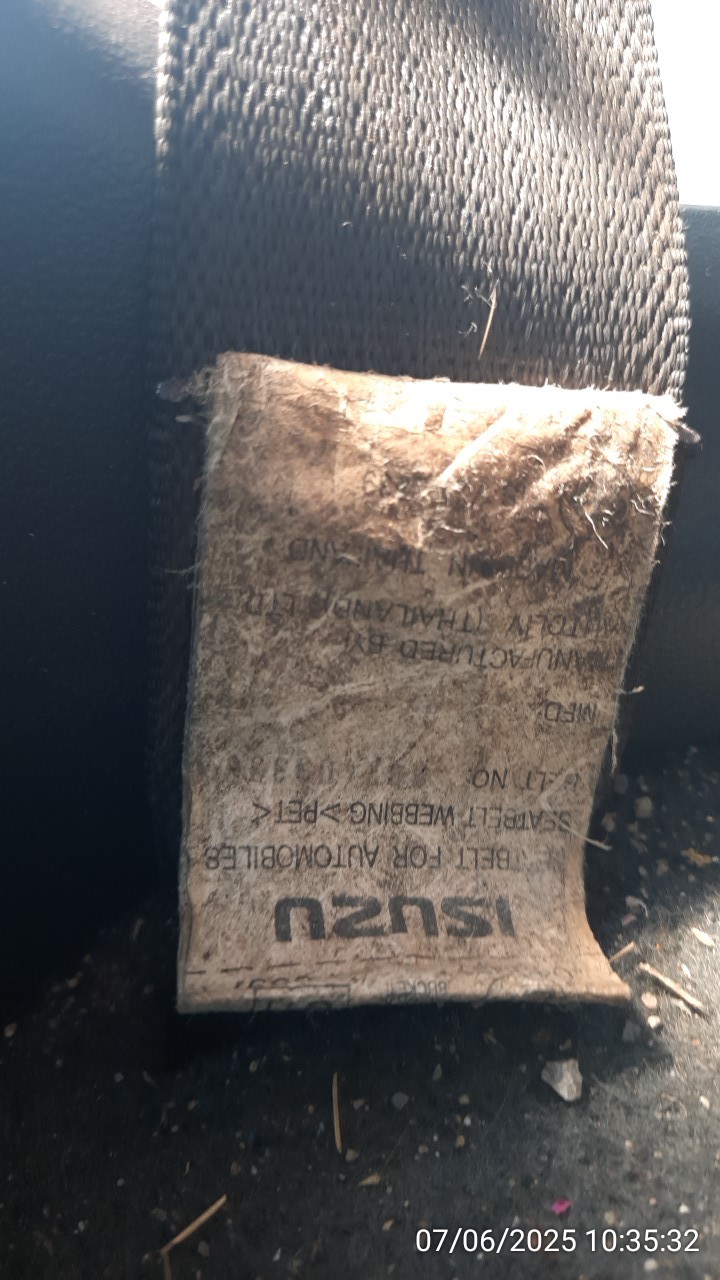 ISUZU
SEATBELT FOR AUTOMOBILES
SEATBELT WEBBING >PET<
BELT NO.
MFD.
MANUFACTURED BY:
AUTOLIV (THAILAND) LTD.
THAILAND
07/06/2025 10:35:32